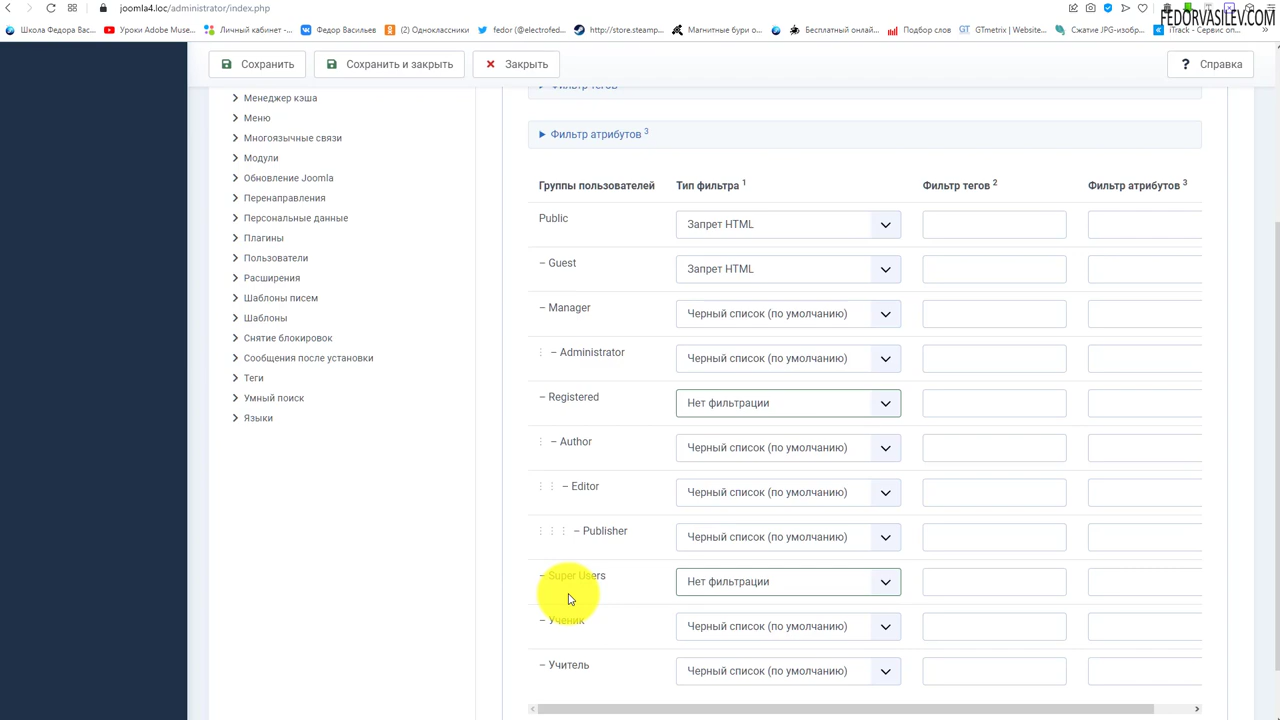 joomla4.loc/administrator/index.php
FEDORVASILEV.COM
Школа Федора Вас...
Уроки Adobe Muse...
Личный кабинет -...
Федор Васильев
(2) Одноклассники
fedor (@electrofed...
http://store.steamp...
Магнитные бури о...
Бесплатный онлай...
Подбор слов
GTmetrix | Website...
Сжатие JPG-изобр...
iTrack - Сервис оп...
Сохранить
Сохранить и закрыть
Закрыть
? Справка
Менеджер кэша
Меню
Многоязычные связи
Модули
Обновление Joomla
Перенаправления
Персональные данные
Плагины
Пользователи
Расширения
Шаблоны писем
Шаблоны
Снятие блокировок
Сообщения после установки
Теги
Умный поиск
Языки
Фильтр тегов
Фильтр атрибутов 3
Группы пользователей Тип фильтра 1 Фильтр тегов 2 Фильтр атрибутов 3
Public Запрет HTML
– Guest Запрет HTML
– Manager Черный список (по умолчанию)
– Administrator Черный список (по умолчанию)
– Registered Нет фильтрации
– Author Черный список (по умолчанию)
– Editor Черный список (по умолчанию)
– Publisher Черный список (по умолчанию)
– Super Users Нет фильтрации
– Ученик Черный список (по умолчанию)
– Учитель Черный список (по умолчанию)